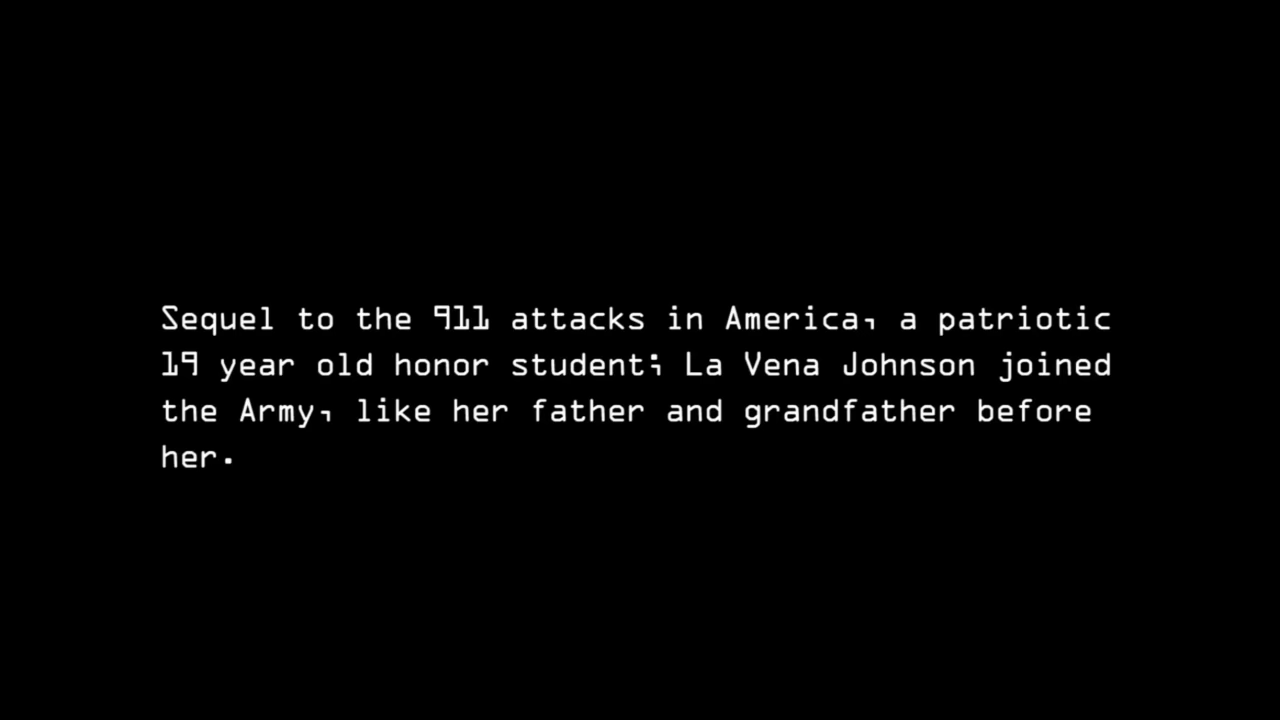 Sequel to the 911 attacks in America, a patriotic
19 year old honor student; La Vena Johnson joined
the Army, like her father and grandfather before
her.